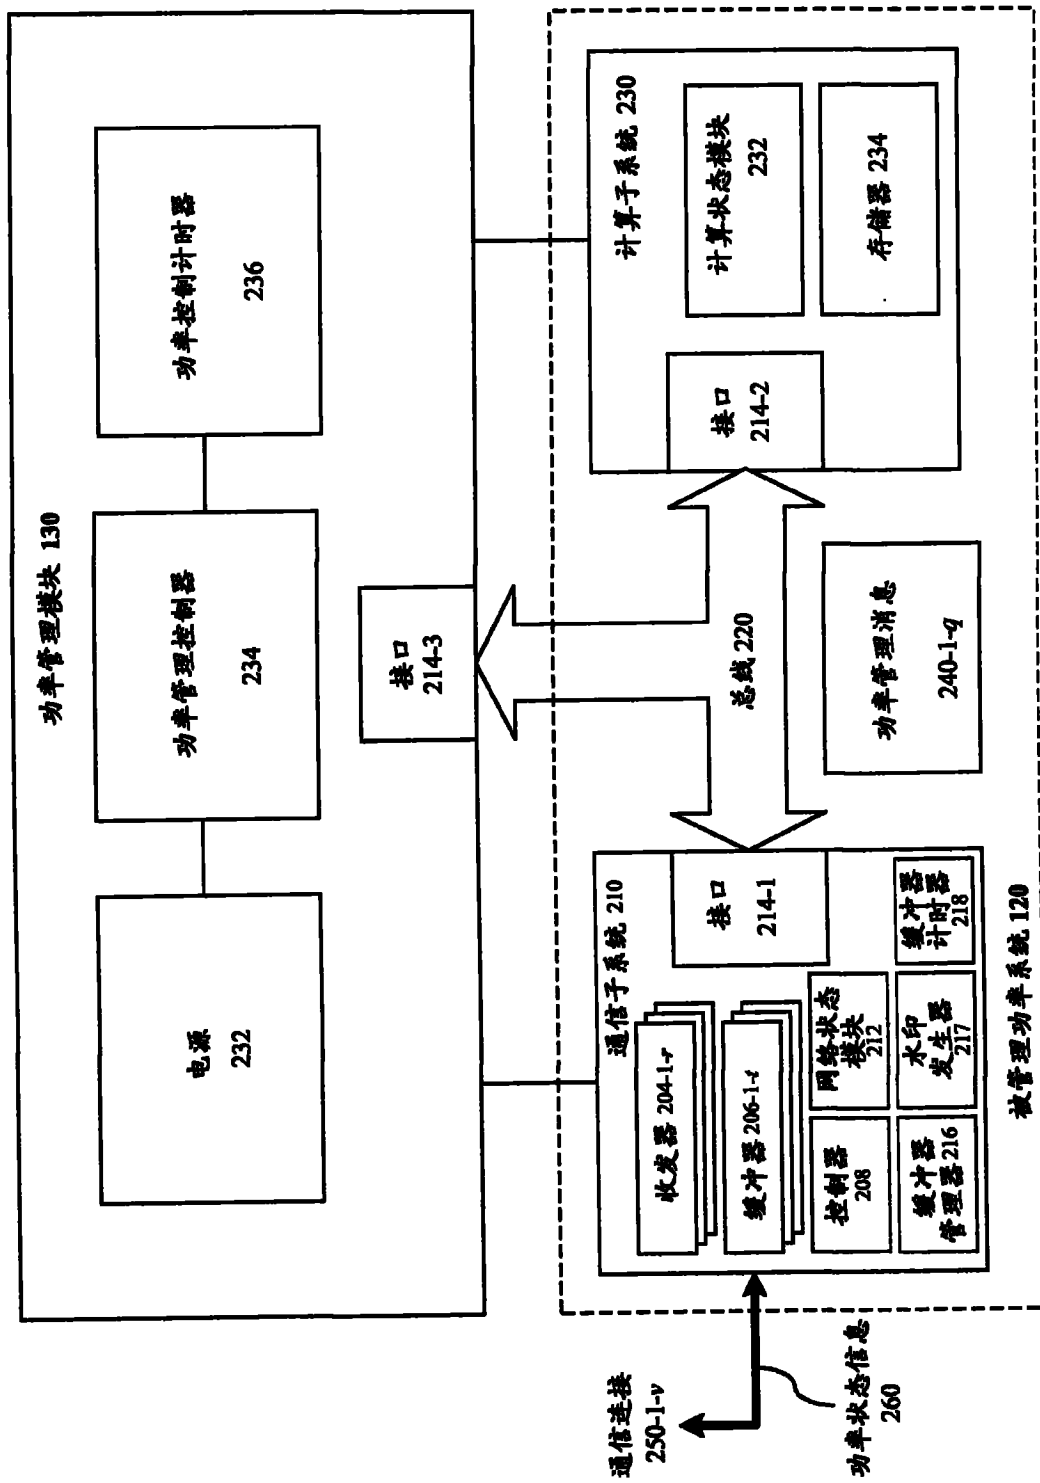 功率管理模块 130
电源
232
功率管理控制器
234
功率控制计时器
236
接口
214-3
通信子系统 210
收发器 204-1-r
缓冲器 206-1-t
控制器
208
网络状态
模块
212
缓冲器
管理器 216
水印
发生器
217
缓冲器
计时器
218
接口
214-1
总线 220
功率管理消息
240-1-q
计算子系统 230
接口
214-2
计算状态模块
232
存储器 234
被管理功率系统 120
通信连接
250-1-v
功率状态信息
260